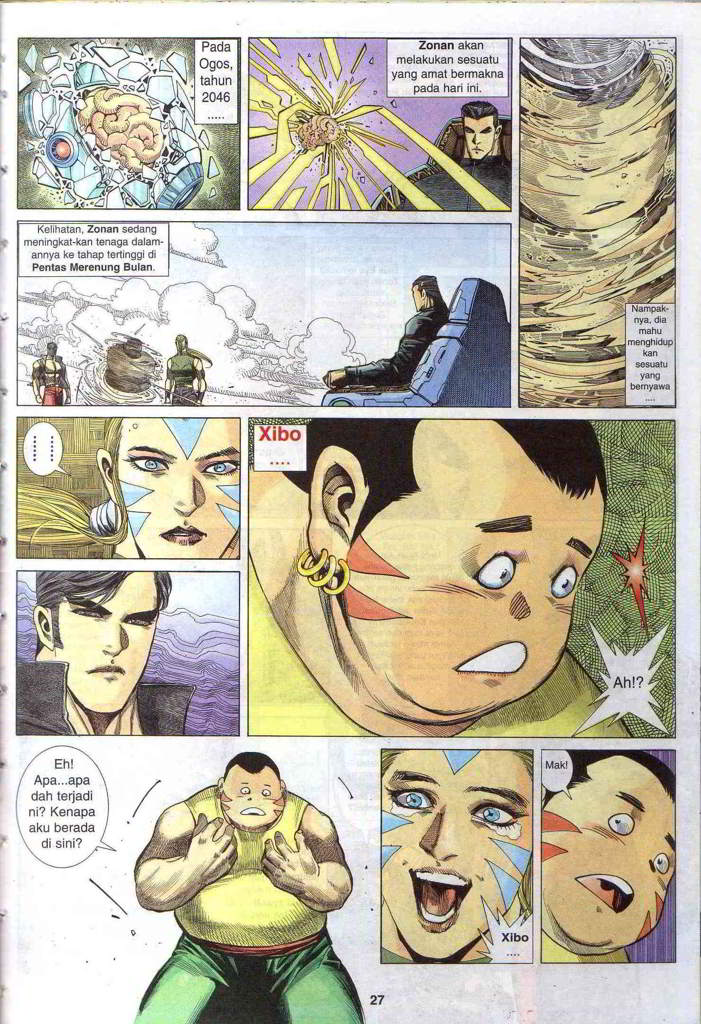 Pada
Ogos,
tahun
2046
.....
Zonan akan
melakukan sesuatu
yang amat bermakna
pada hari ini.
Kelihatan, Zonan sedang
meningkat-kan tenaga dalam-
annya ke tahap tertinggi di
Pentas Merenung Bulan.
Nampak-
nya, dia
mahu
menghidup
kan
sesuatu
yang
bernyawa
....
Xibo
....
Ah!?
Eh!
Apa...apa
dah terjadi
ni? Kenapa
aku berada
di sini?
Xibo
....
Mak!
27